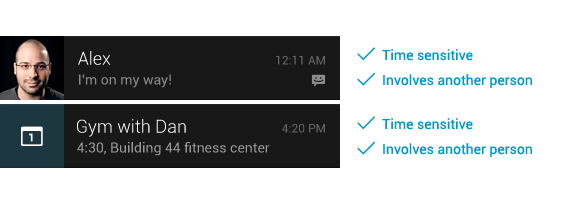 Alex
12:11 AM
I'm on my way!
Time sensitive
Involves another person
1
Gym with Dan
4:20 PM
4:30, Building 44 fitness center
Time sensitive
Involves another person